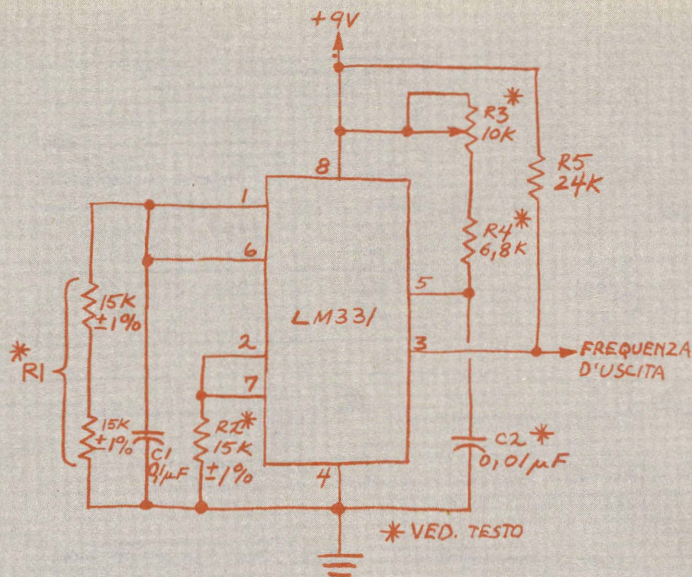 +9V
R3*
10K
R5
24K
8
1
R4*
6,8K
6
5
15K
±1%
LM331
*
R1
2
3
FREQUENZA
D'USCITA
7
R2*
15K
±1%
15K
±1%
C1
0,1µF
C2*
0,01µF
4
* VED. TESTO